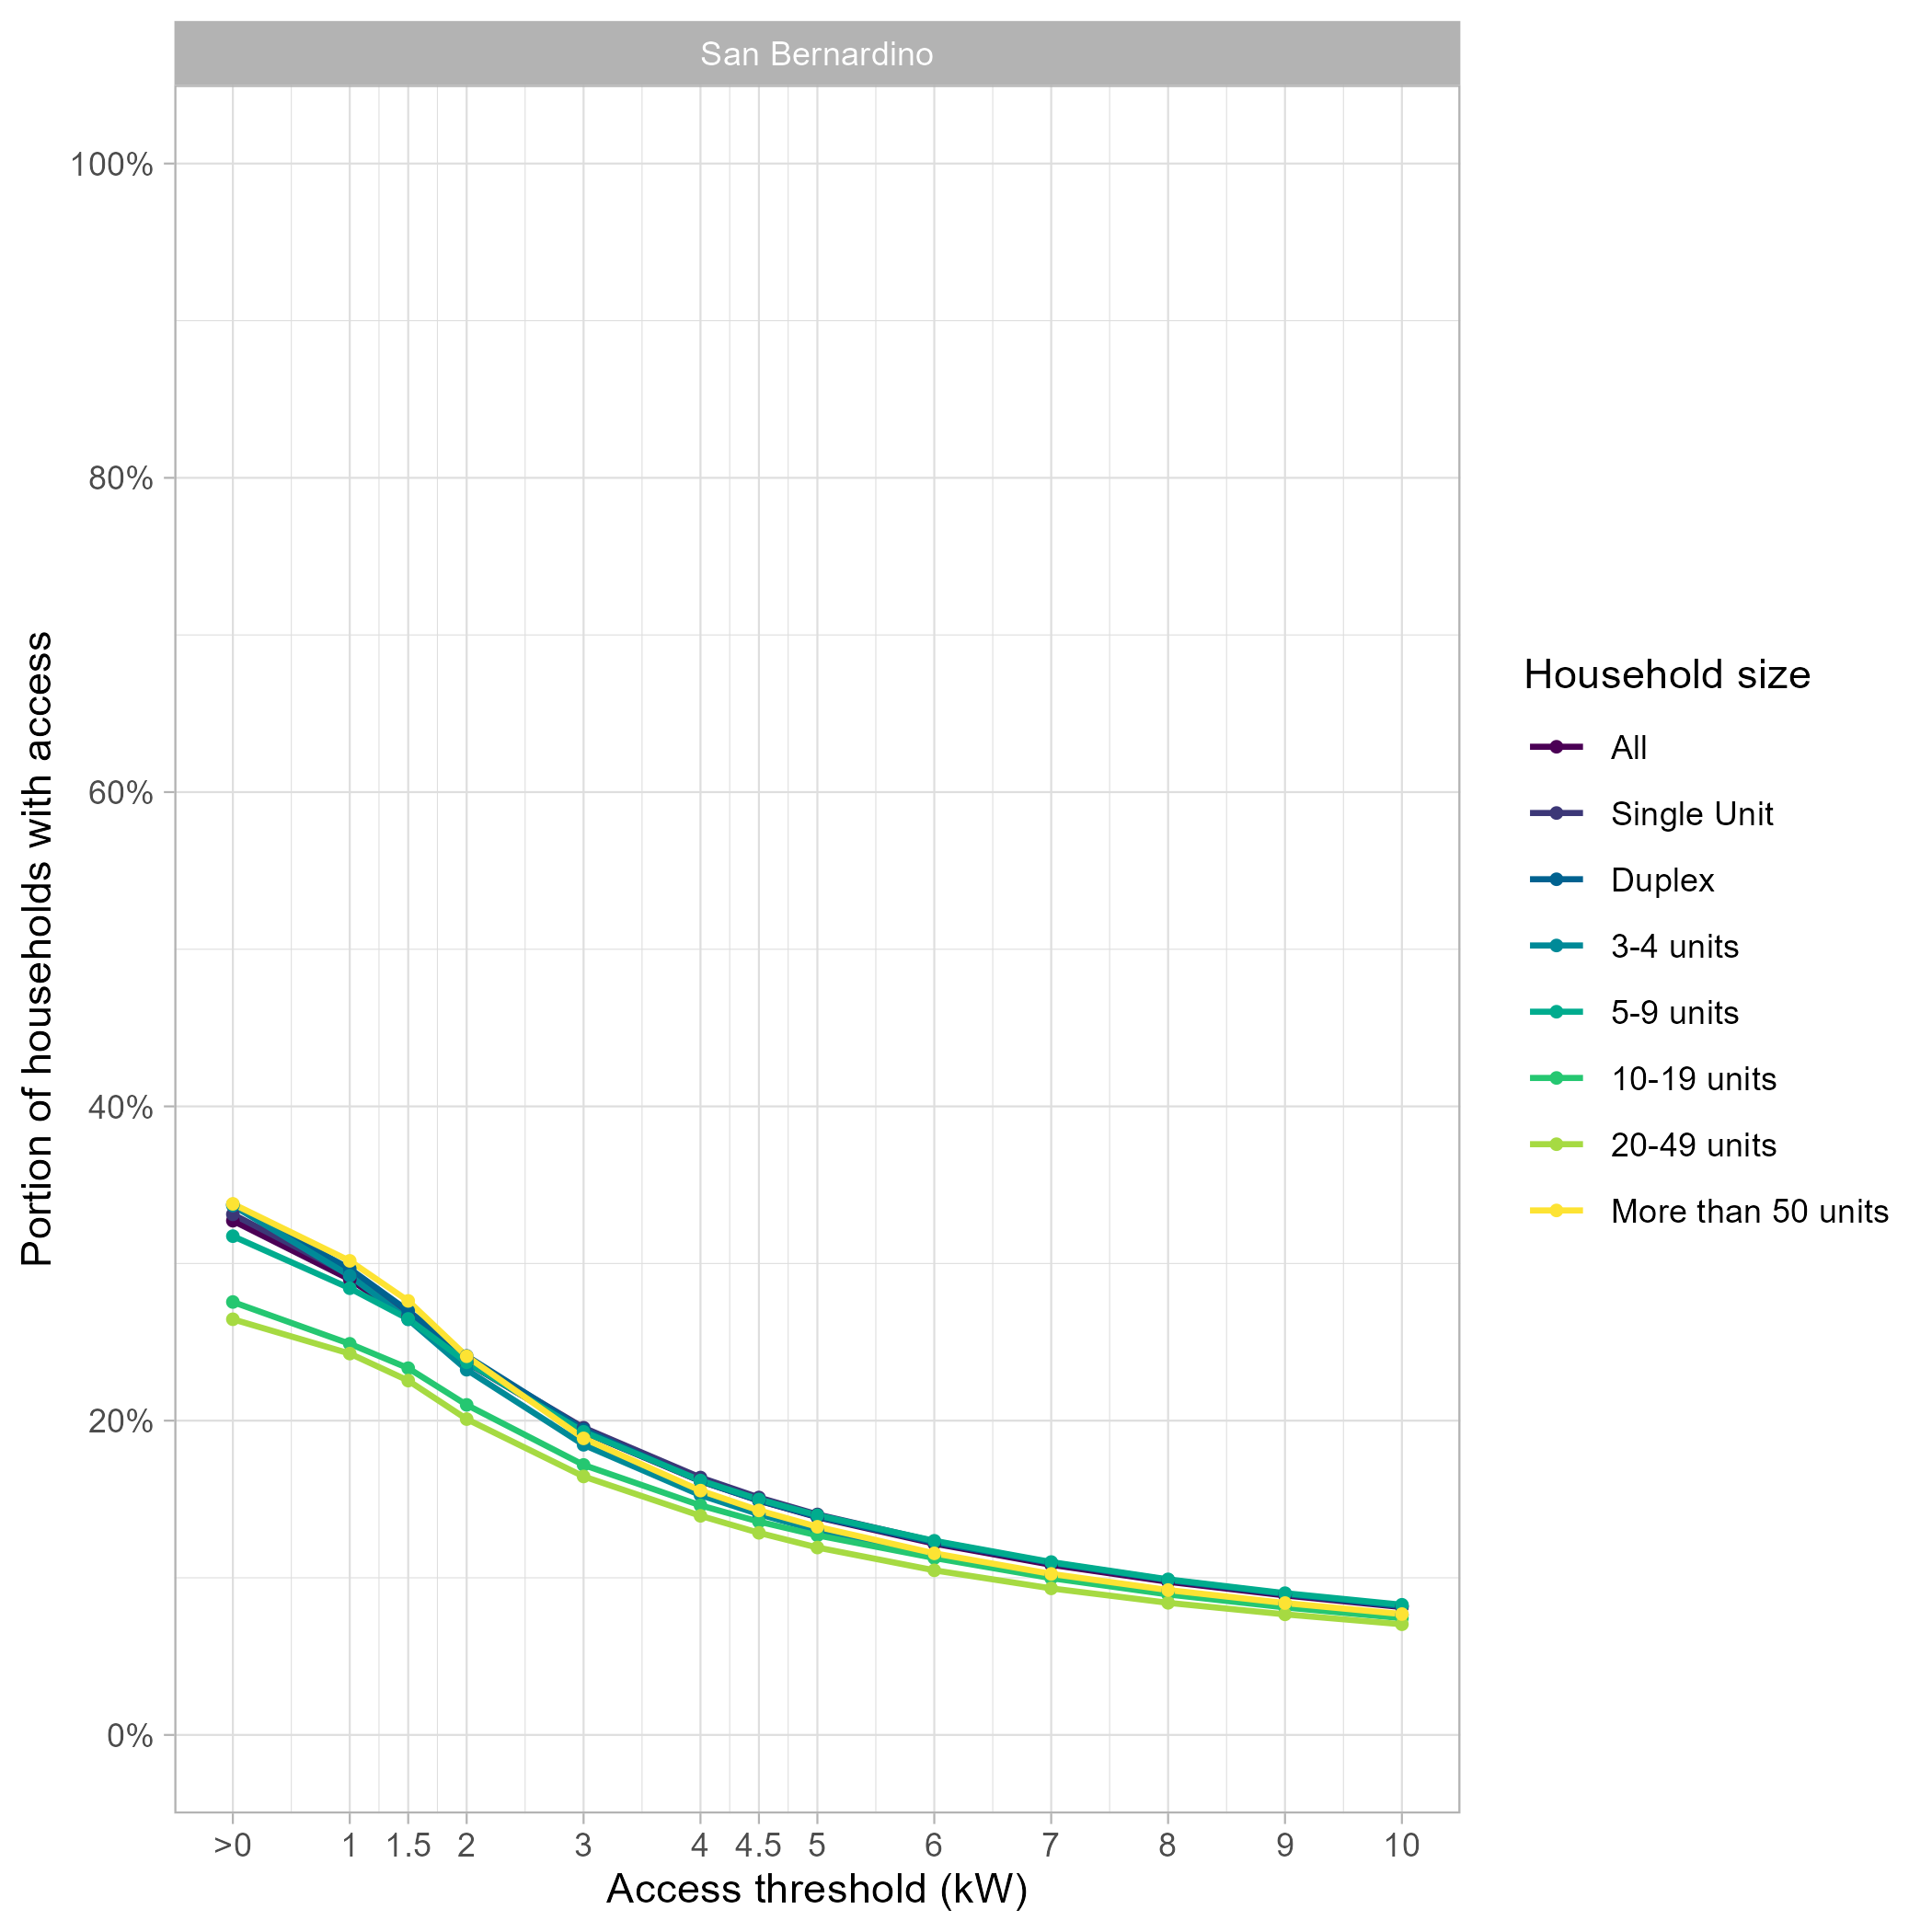 San Bernardino
100%
80%
60%
40%
20%
0%
Portion of households with access
>0 1 1.5 2 3 4 4.5 5 6 7 8 9 10
Access threshold (kW)
Household size
All
Single Unit
Duplex
3-4 units
5-9 units
10-19 units
20-49 units
More than 50 units